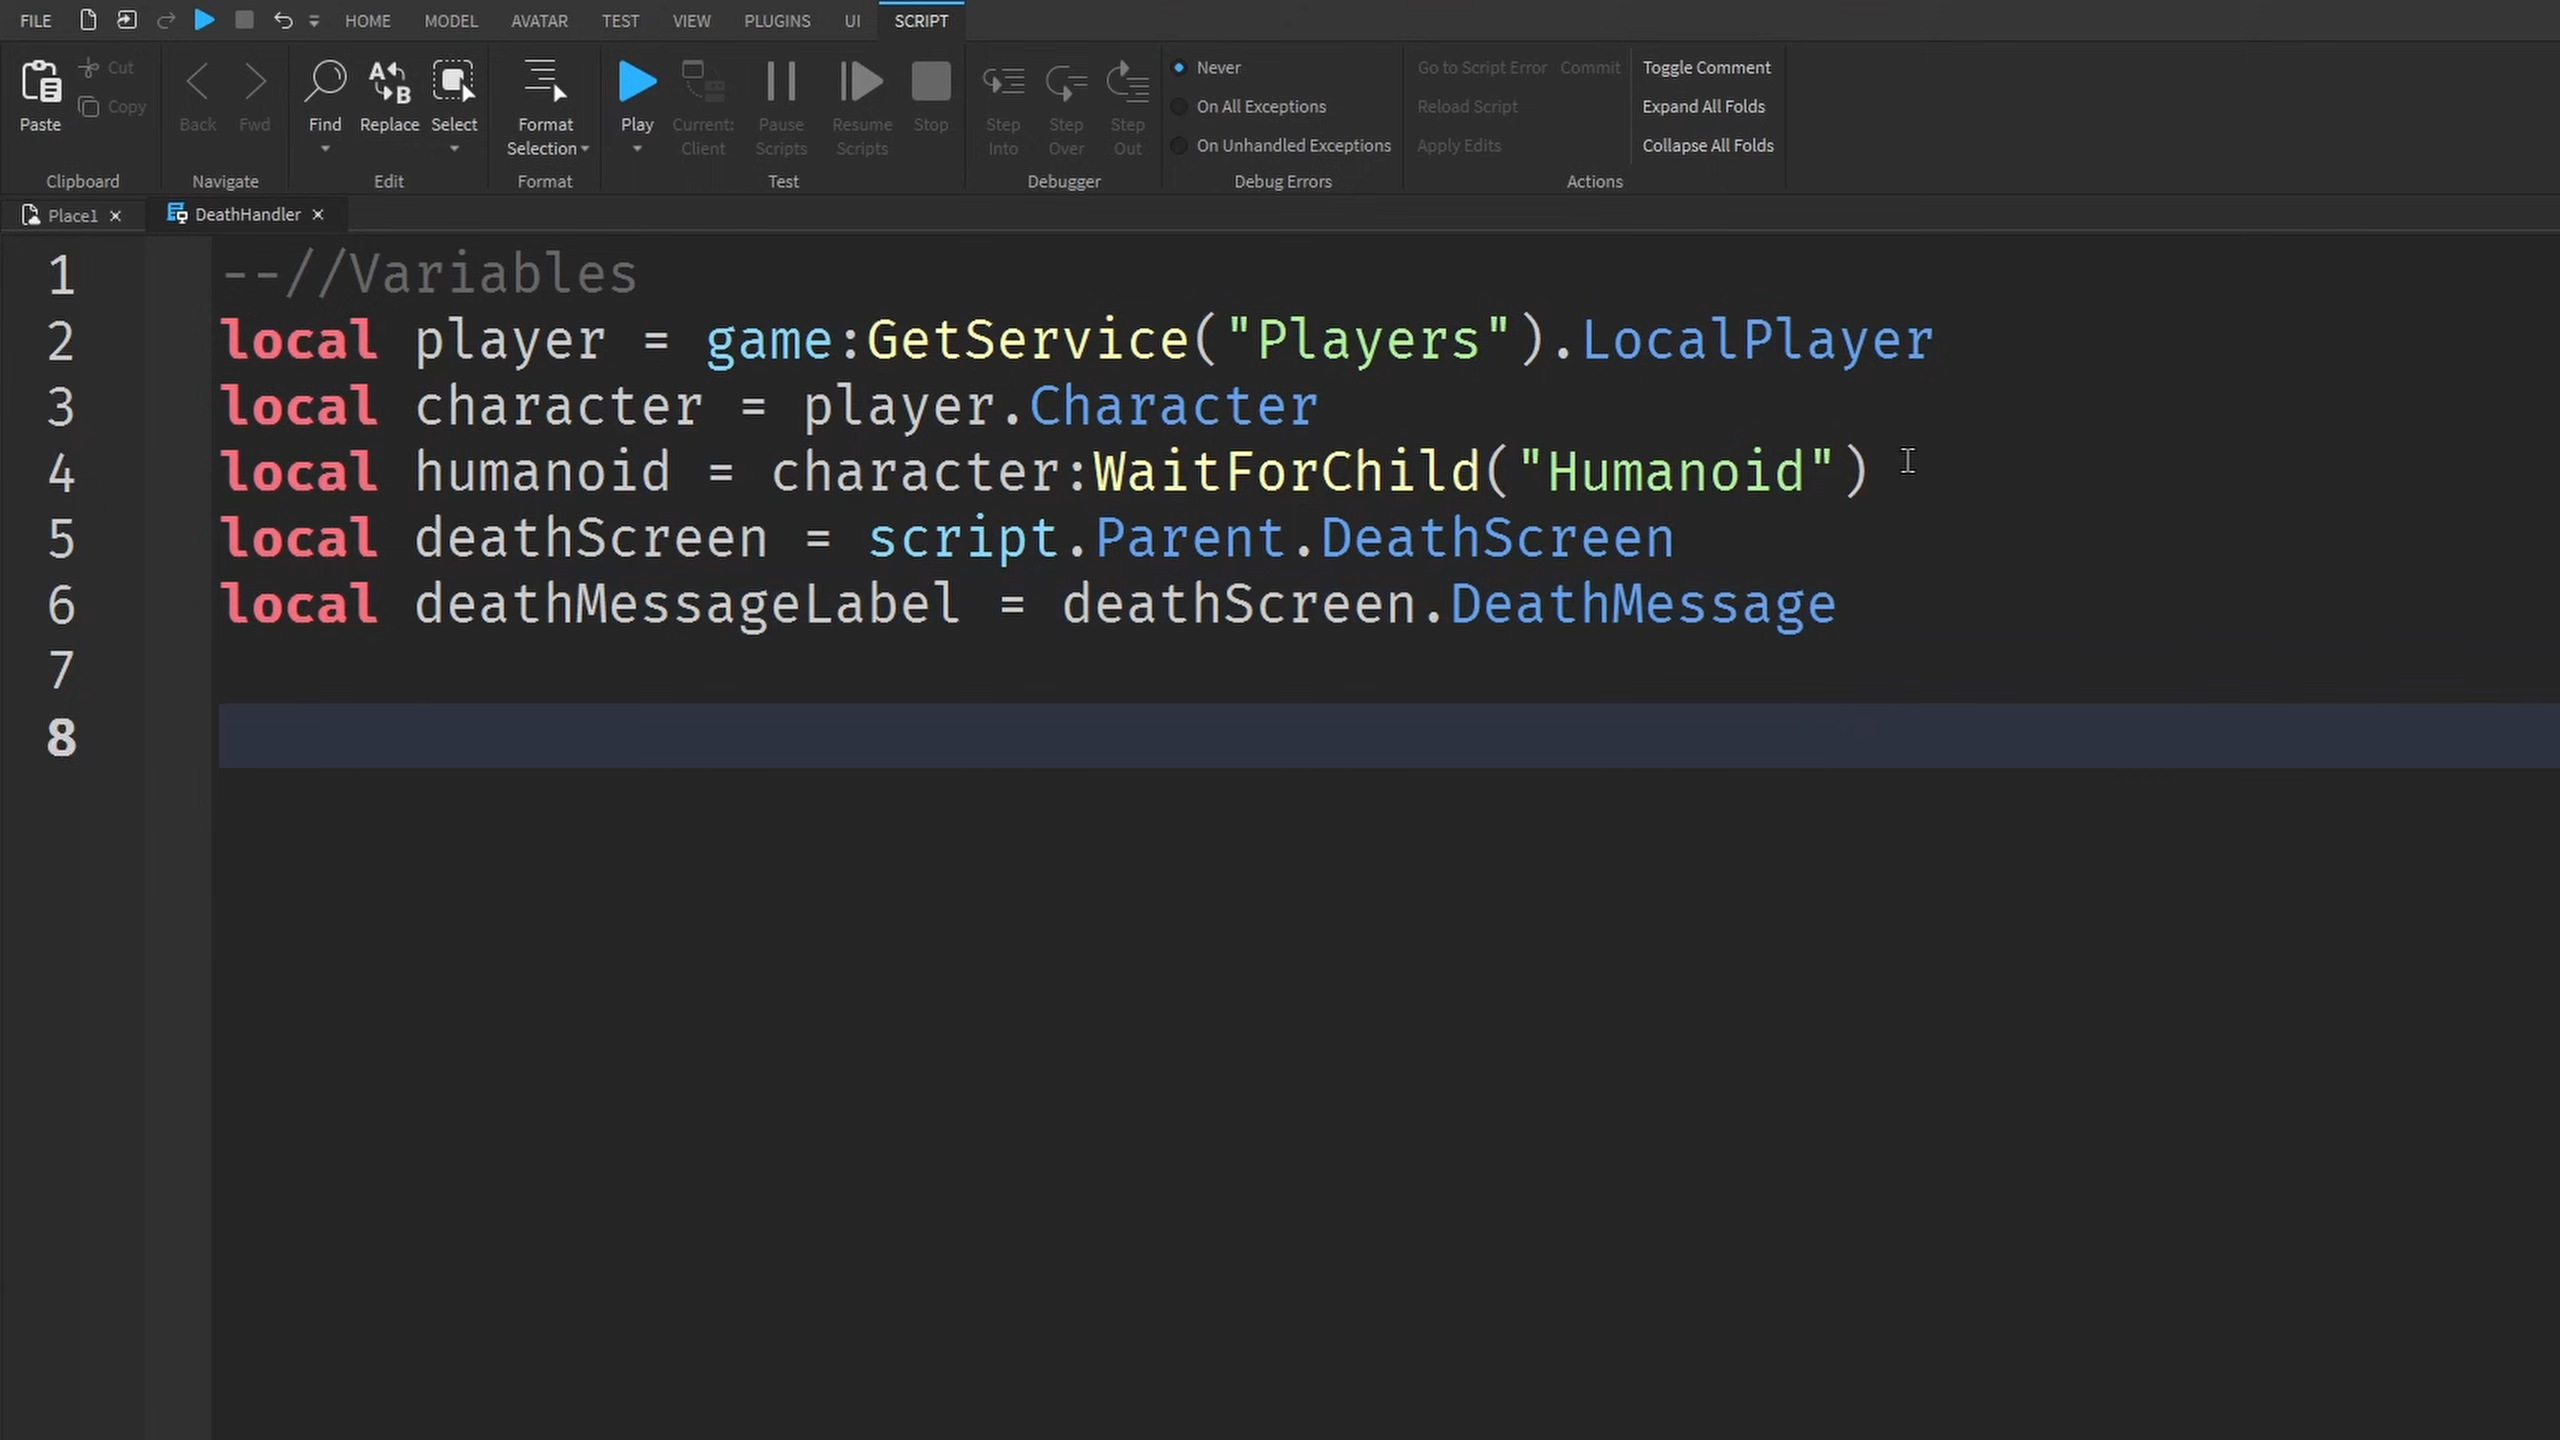 FILE HOME MODEL AVATAR TEST VIEW PLUGINS UI SCRIPT
Paste Cut Copy Clipboard
Back Fwd Navigate
Find Replace Select Edit
Format Selection Format
Play Current: Client Pause Scripts Resume Scripts Stop Test
Step Into Step Over Step Out Debugger
Never
On All Exceptions
On Unhandled Exceptions
Debug Errors
Go to Script Error Commit
Reload Script
Apply Edits
Toggle Comment
Expand All Folds
Collapse All Folds
Actions
Place1 DeathHandler
1 --//Variables
2 local player = game:GetService("Players").LocalPlayer
3 local character = player.Character
4 local humanoid = character:WaitForChild("Humanoid")
5 local deathScreen = script.Parent.DeathScreen
6 local deathMessageLabel = deathScreen.DeathMessage
7
8